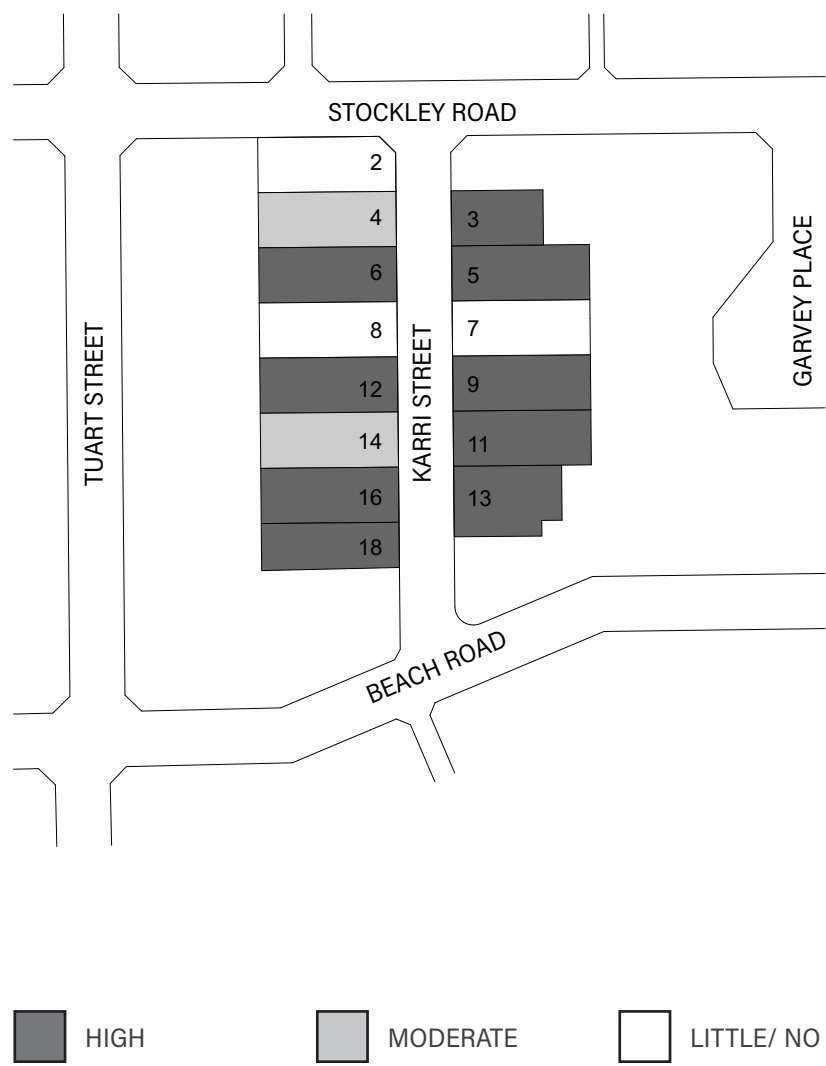 STOCKLEY ROAD
2
4
3
6
5
8
7
12
9
14
11
16
13
18
TUART STREET
KARRI STREET
GARVEY PLACE
BEACH ROAD
HIGH
MODERATE
LITTLE/ NO